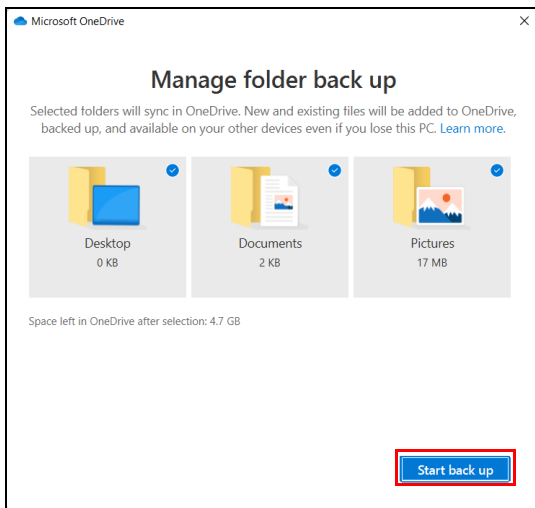 Microsoft OneDrive
Manage folder back up
Selected folders will sync in OneDrive. New and existing files will be added to OneDrive,
backed up, and available on your other devices even if you lose this PC. Learn more.
Desktop
0 KB
Documents
2 KB
Pictures
17 MB
Space left in OneDrive after selection: 4.7 GB
Start back up